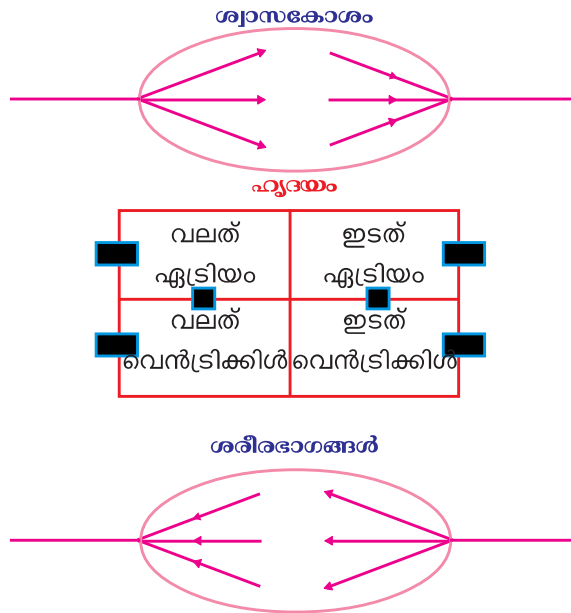 ശ്വാസകോശം
ഹൃദയം
വലത് ഇടത്
ഏട്രിയം ഏട്രിയം
വലത് ഇടത്
വെൻട്രിക്കിൾ വെൻട്രിക്കിൾ
ശരീരഭാഗങ്ങൾ